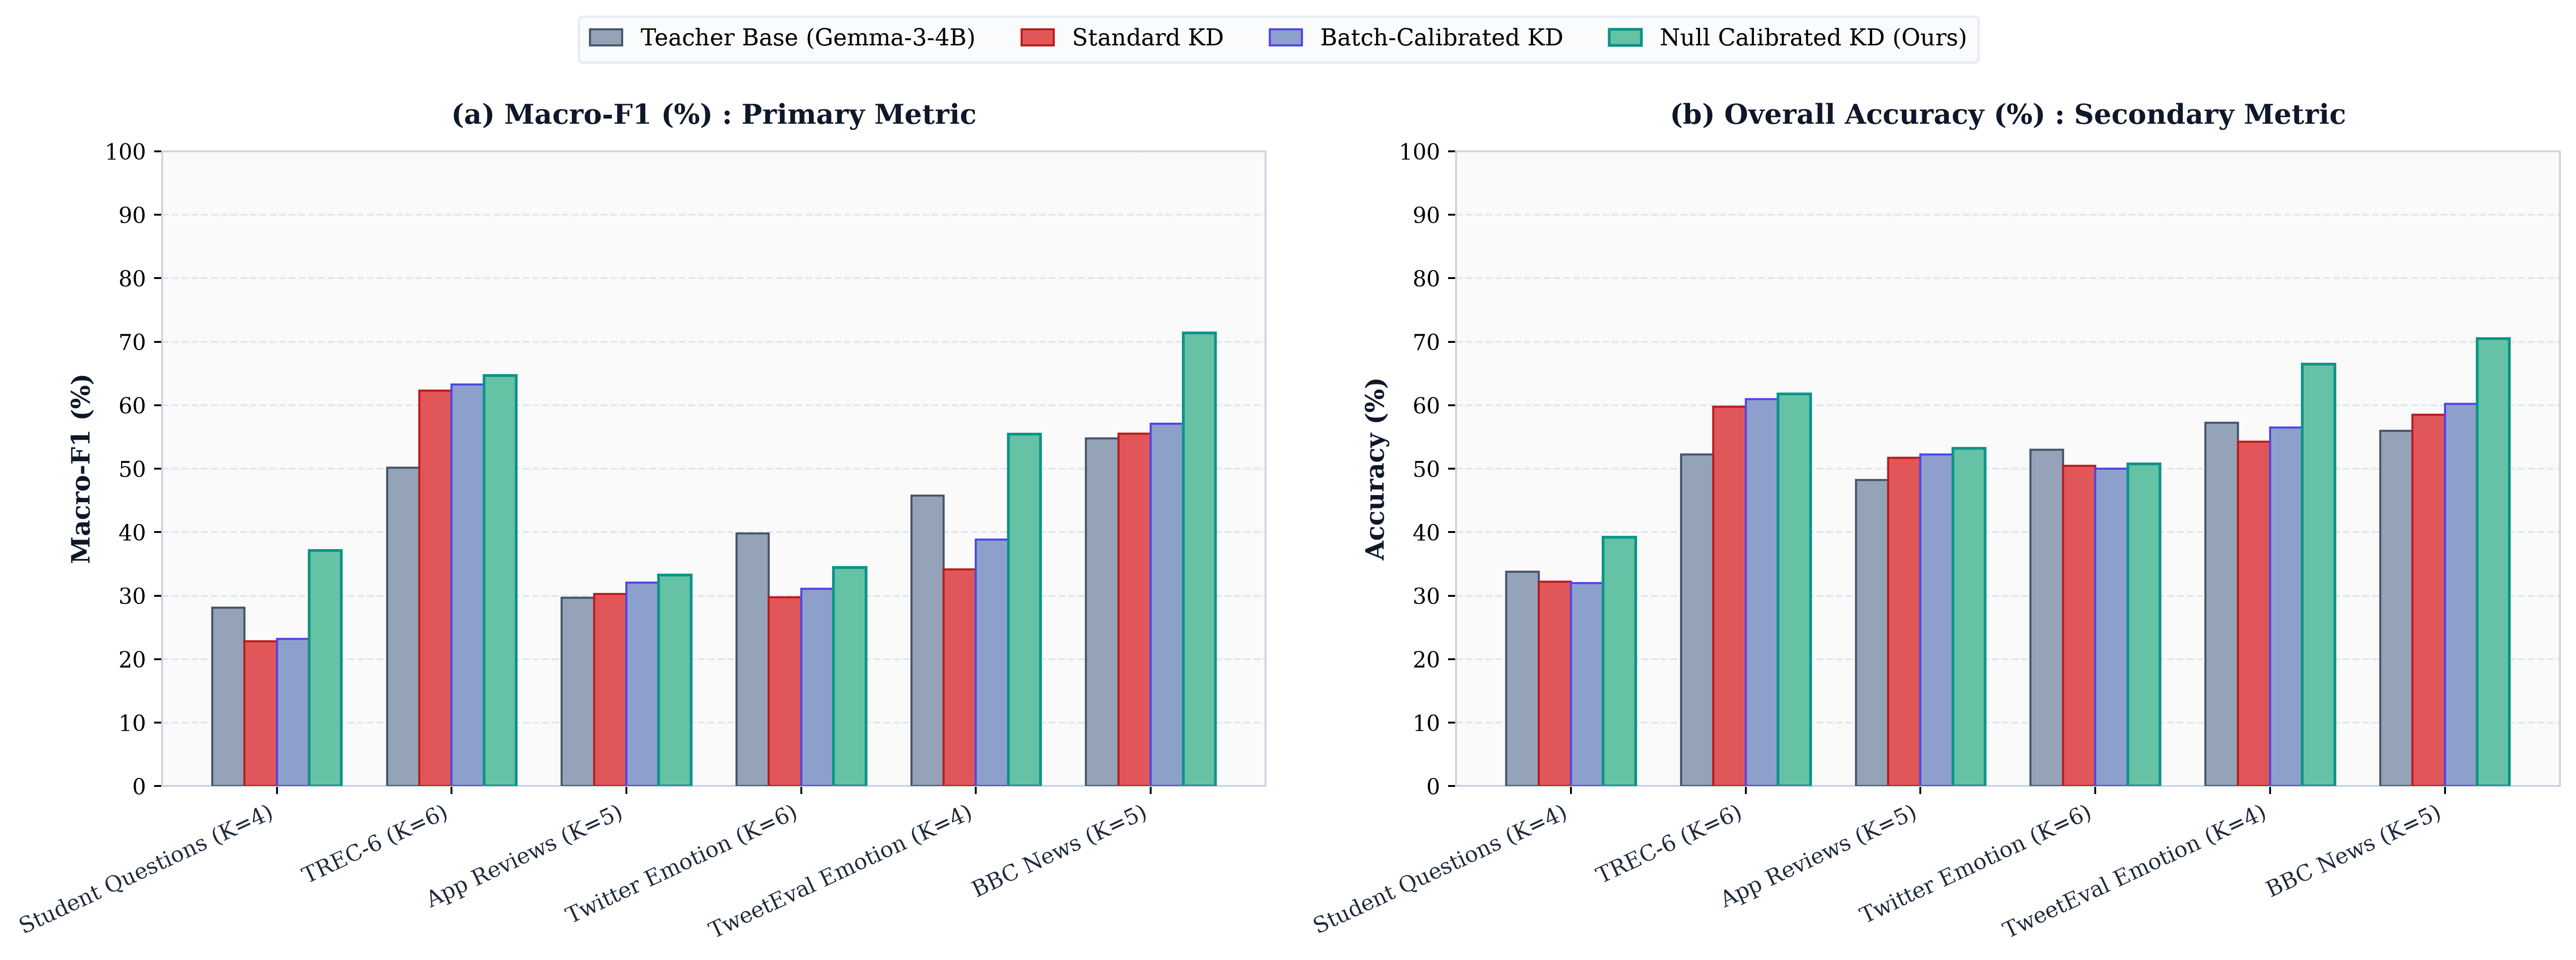 Teacher Base (Gemma-3-4B) Standard KD Batch-Calibrated KD Null Calibrated KD (Ours)
(a) Macro-F1 (%) : Primary Metric
Macro-F1 (%)
100
90
80
70
60
50
40
30
20
10
0
Student Questions (K=4)
TREC-6 (K=6)
App Reviews (K=5)
Twitter Emotion (K=6)
TweetEval Emotion (K=4)
BBC News (K=5)
(b) Overall Accuracy (%) : Secondary Metric
Accuracy (%)
100
90
80
70
60
50
40
30
20
10
0
Student Questions (K=4)
TREC-6 (K=6)
App Reviews (K=5)
Twitter Emotion (K=6)
TweetEval Emotion (K=4)
BBC News (K=5)